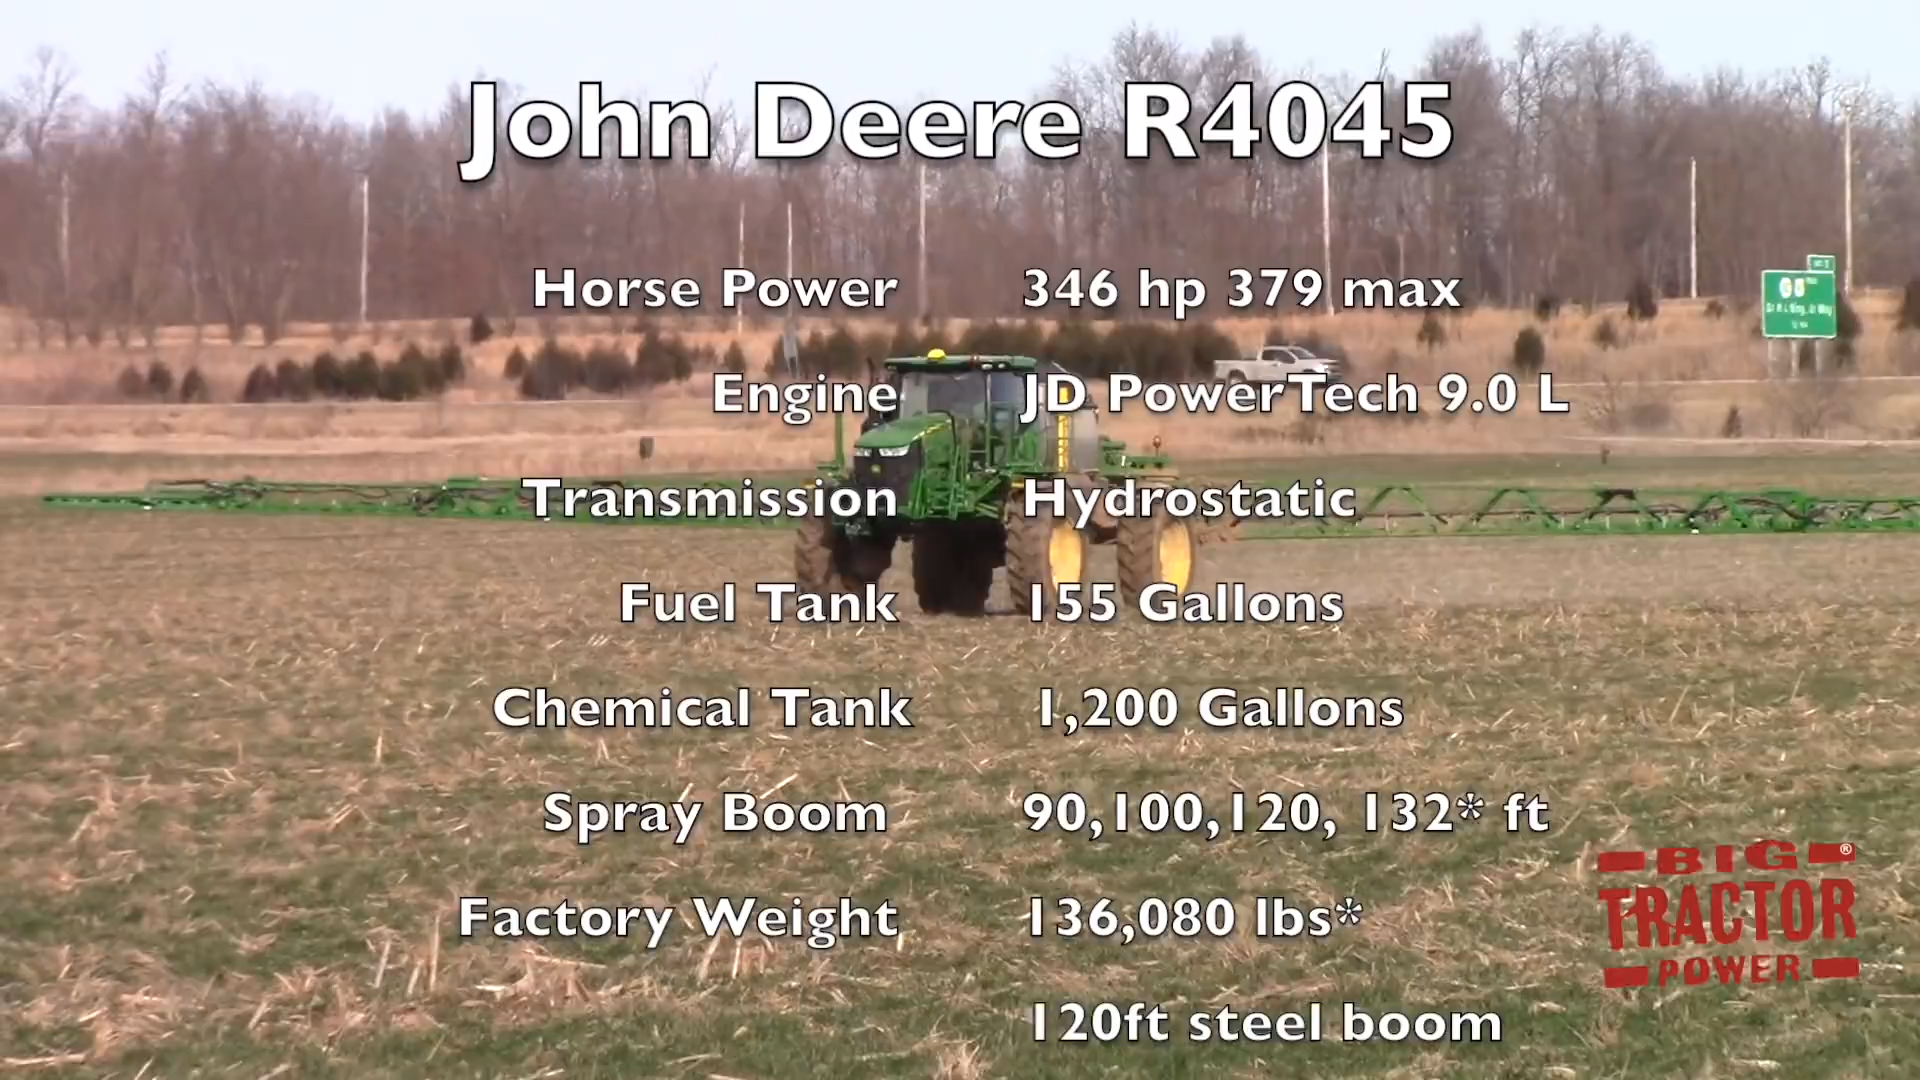 John Deere R4045
Horse Power 346 hp 379 max
Engine JD PowerTech 9.0 L
Transmission Hydrostatic
Fuel Tank 155 Gallons
Chemical Tank 1,200 Gallons
Spray Boom 90,100,120, 132* ft
Factory Weight 136,080 lbs*
120ft steel boom
BIG®
TRACTOR
POWER